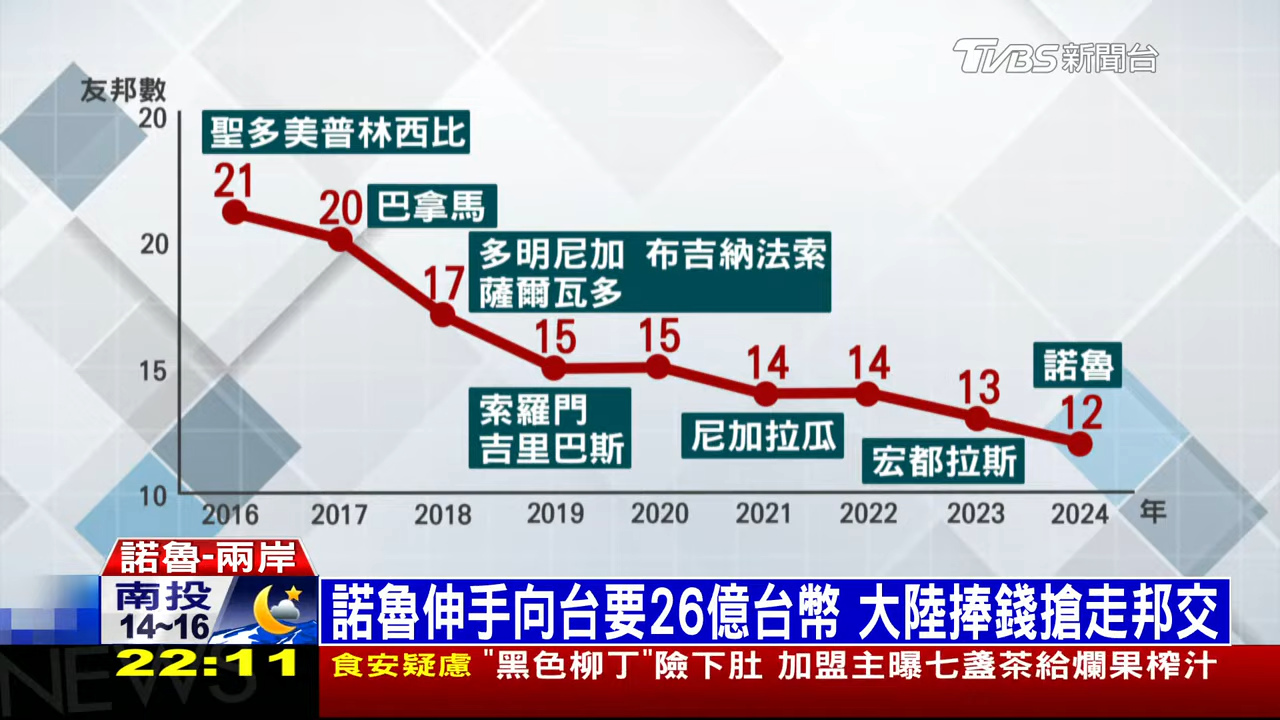 TVBS新聞台
友邦數
20
20
15
10
聖多美普林西比
21
20
巴拿馬
17
多明尼加 布吉納法索
薩爾瓦多
15
索羅門
吉里巴斯
15
14
尼加拉瓜
14
13
宏都拉斯
諾魯
12
2016 2017 2018 2019 2020 2021 2022 2023 2024 年
諾魯-兩岸
南投
14~16
諾魯伸手向台要26億台幣 大陸捧錢搶走邦交
22:11
食安疑慮 "黑色柳丁"險下肚 加盟主曝七盞茶給爛果榨汁
NEWS